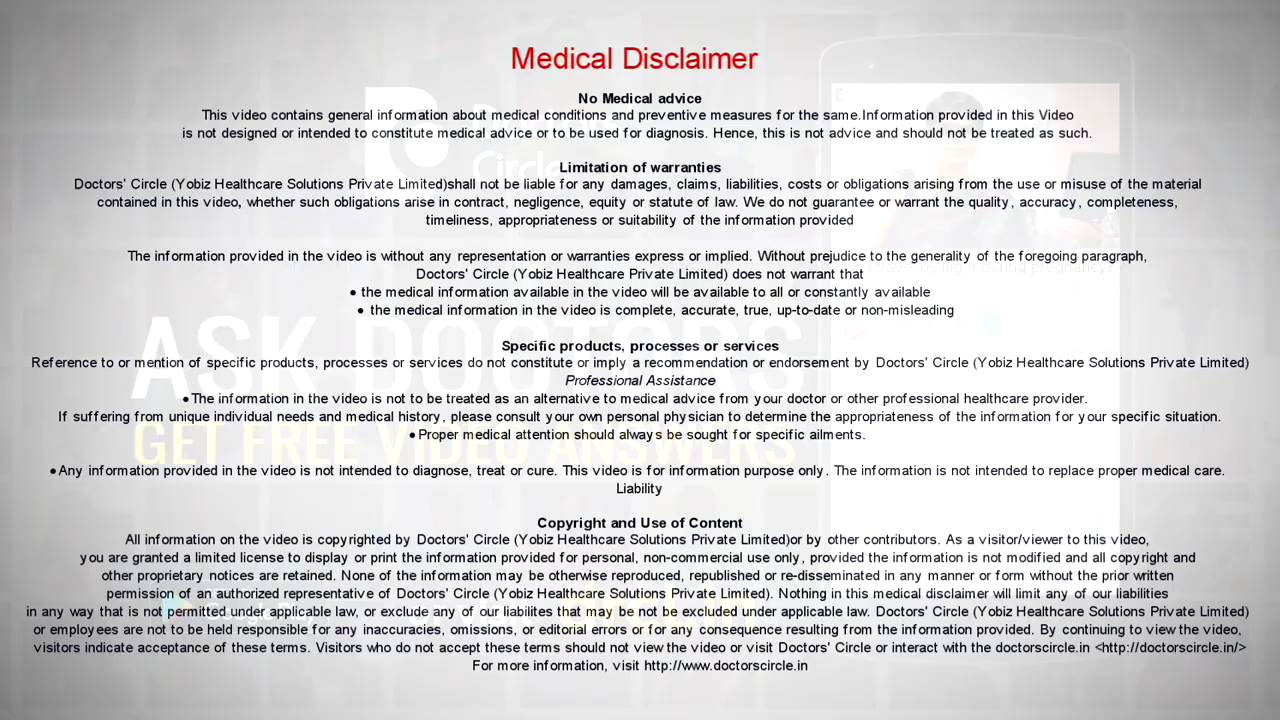 Medical Disclaimer
No Medical advice
This video contains general information about medical conditions and preventive measures for the same.Information provided in this Video
is not designed or intended to constitute medical advice or to be used for diagnosis. Hence, this is not advice and should not be treated as such.
Limitation of warranties
Doctors' Circle (Yobiz Healthcare Solutions Private Limited)shall not be liable for any damages, claims, liabilities, costs or obligations arising from the use or misuse of the material
contained in this video, whether such obligations arise in contract, negligence, equity or statute of law. We do not guarantee or warrant the quality, accuracy, completeness,
timeliness, appropriateness or suitability of the information provided
The information provided in the video is without any representation or warranties express or implied. Without prejudice to the generality of the foregoing paragraph,
Doctors' Circle (Yobiz Healthcare Private Limited) does not warrant that
• the medical information available in the video will be available to all or constantly available
• the medical information in the video is complete, accurate, true, up-to-date or non-misleading
ASK DOCTORS
Specific products, processes or services
Reference to or mention of specific products, processes or services do not constitute or imply a recommendation or endorsement by Doctors' Circle (Yobiz Healthcare Solutions Private Limited)
Professional Assistance
•The information in the video is not to be treated as an alternative to medical advice from your doctor or other professional healthcare provider.
If suffering from unique individual needs and medical history, please consult your own personal physician to determine the appropriateness of the information for your specific situation.
•Proper medical attention should always be sought for specific ailments.
GET FREE VIDEO ANSWERS
•Any information provided in the video is not intended to diagnose, treat or cure. This video is for information purpose only. The information is not intended to replace proper medical care.
Liability
Copyright and Use of Content
All information on the video is copyrighted by Doctors' Circle (Yobiz Healthcare Solutions Private Limited)or by other contributors. As a visitor/viewer to this video,
you are granted a limited license to display or print the information provided for personal, non-commercial use only, provided the information is not modified and all copyright and
other proprietary notices are retained. None of the information may be otherwise reproduced, republished or re-disseminated in any manner or form without the prior written
permission of an authorized representative of Doctors' Circle (Yobiz Healthcare Solutions Private Limited). Nothing in this medical disclaimer will limit any of our liabilities
in any way that is not permitted under applicable law, or exclude any of our liabilites that may be not be excluded under applicable law. Doctors' Circle (Yobiz Healthcare Solutions Private Limited)
or employees are not to be held responsible for any inaccuracies, omissions, or editorial errors or for any consequence resulting from the information provided. By continuing to view the video,
visitors indicate acceptance of these terms. Visitors who do not accept these terms should not view the video or visit Doctors' Circle or interact with the doctorscircle.in <http://doctorscircle.in/>
For more information, visit http://www.doctorscircle.in